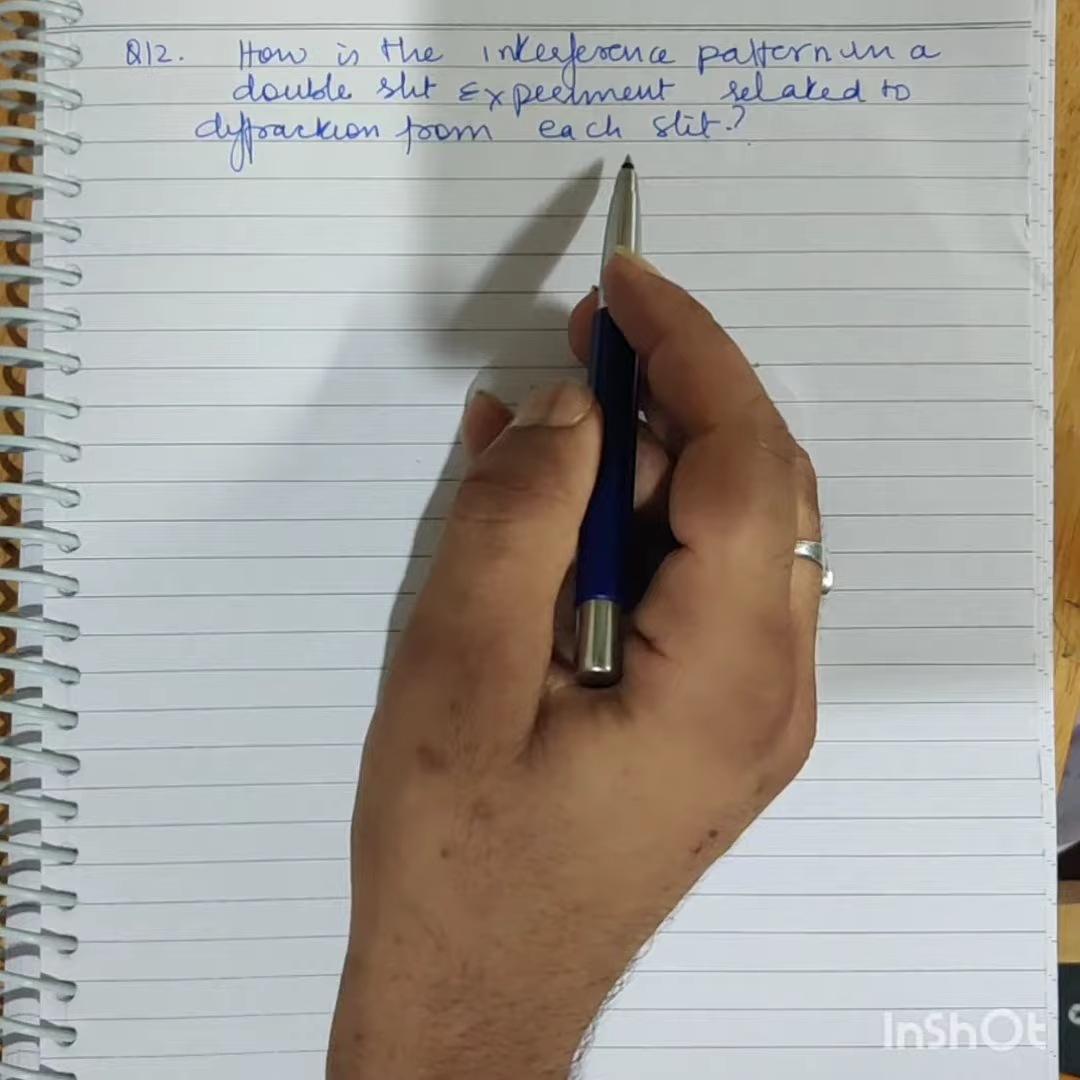 Q12. How is the interference pattern in a
double slit Experiment related to
diffraction from each slit.?
InShOt